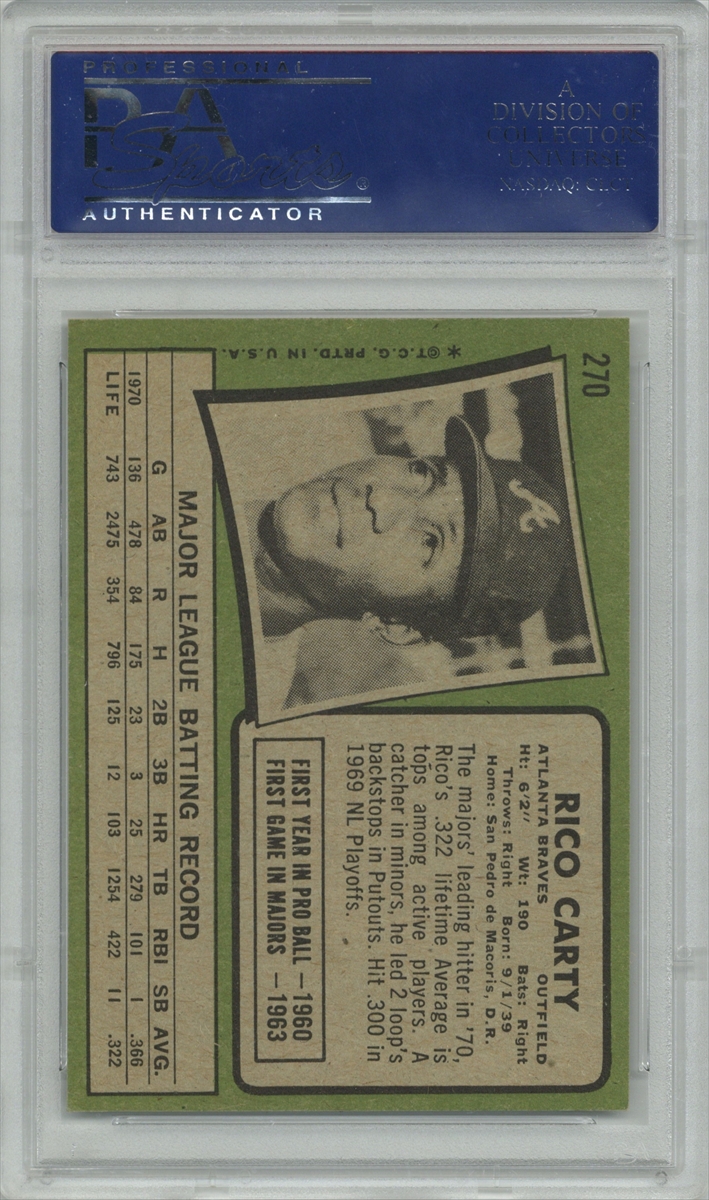 PROFESSIONAL
PSA
Sports ®
AUTHENTICATOR
A
DIVISION OF
COLLECTORS
UNIVERSE
NASDAQ: CLCT
270
*©T.C.G. PRTD. IN U.S.A.
A
RICO CARTY
ATLANTA BRAVES OUTFIELD
Ht: 6'2" Wt: 190 Bats: Right
Throws: Right Born: 9/1/39
Home: San Pedro de Macoris, D.R.
The majors' leading hitter in '70,
Rico's .322 lifetime Average is
tops among active players. A
catcher in minors, he led 2 loop's
backstops in Putouts. Hit .300 in
1969 NL Playoffs.
FIRST YEAR IN PRO BALL —1960
FIRST GAME IN MAJORS —1963
MAJOR LEAGUE BATTING RECORD
G AB R H 2B 3B HR TB RBI SB AVG.
1970 136 478 84 175 23 3 25 279 101 1 .366
LIFE 743 2475 354 796 125 12 103 1254 422 11 .322